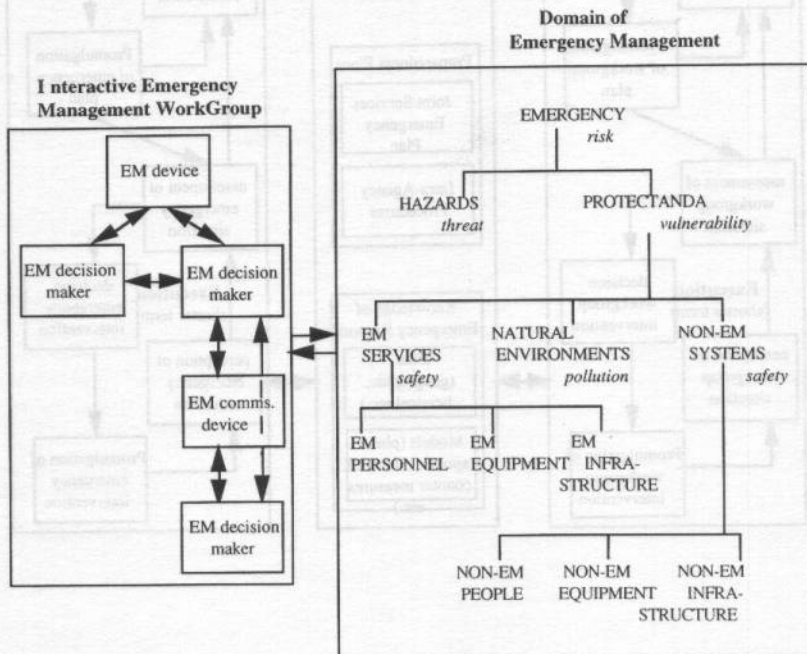 Domain of
Emergency Management
I nteractive Emergency
Management WorkGroup
EM device
EM decision
maker
EM decision
maker
EM comms.
device
EM decision
maker
EMERGENCY
risk
HAZARDS
threat
PROTECTANDA
vulnerability
EM
SERVICES
safety
NATURAL
ENVIRONMENTS
pollution
NON-EM
SYSTEMS
safety
EM
PERSONNEL
EM
EQUIPMENT
EM
INFRA-
STRUCTURE
NON-EM
PEOPLE
NON-EM
EQUIPMENT
NON-EM
INFRA-
STRUCTURE